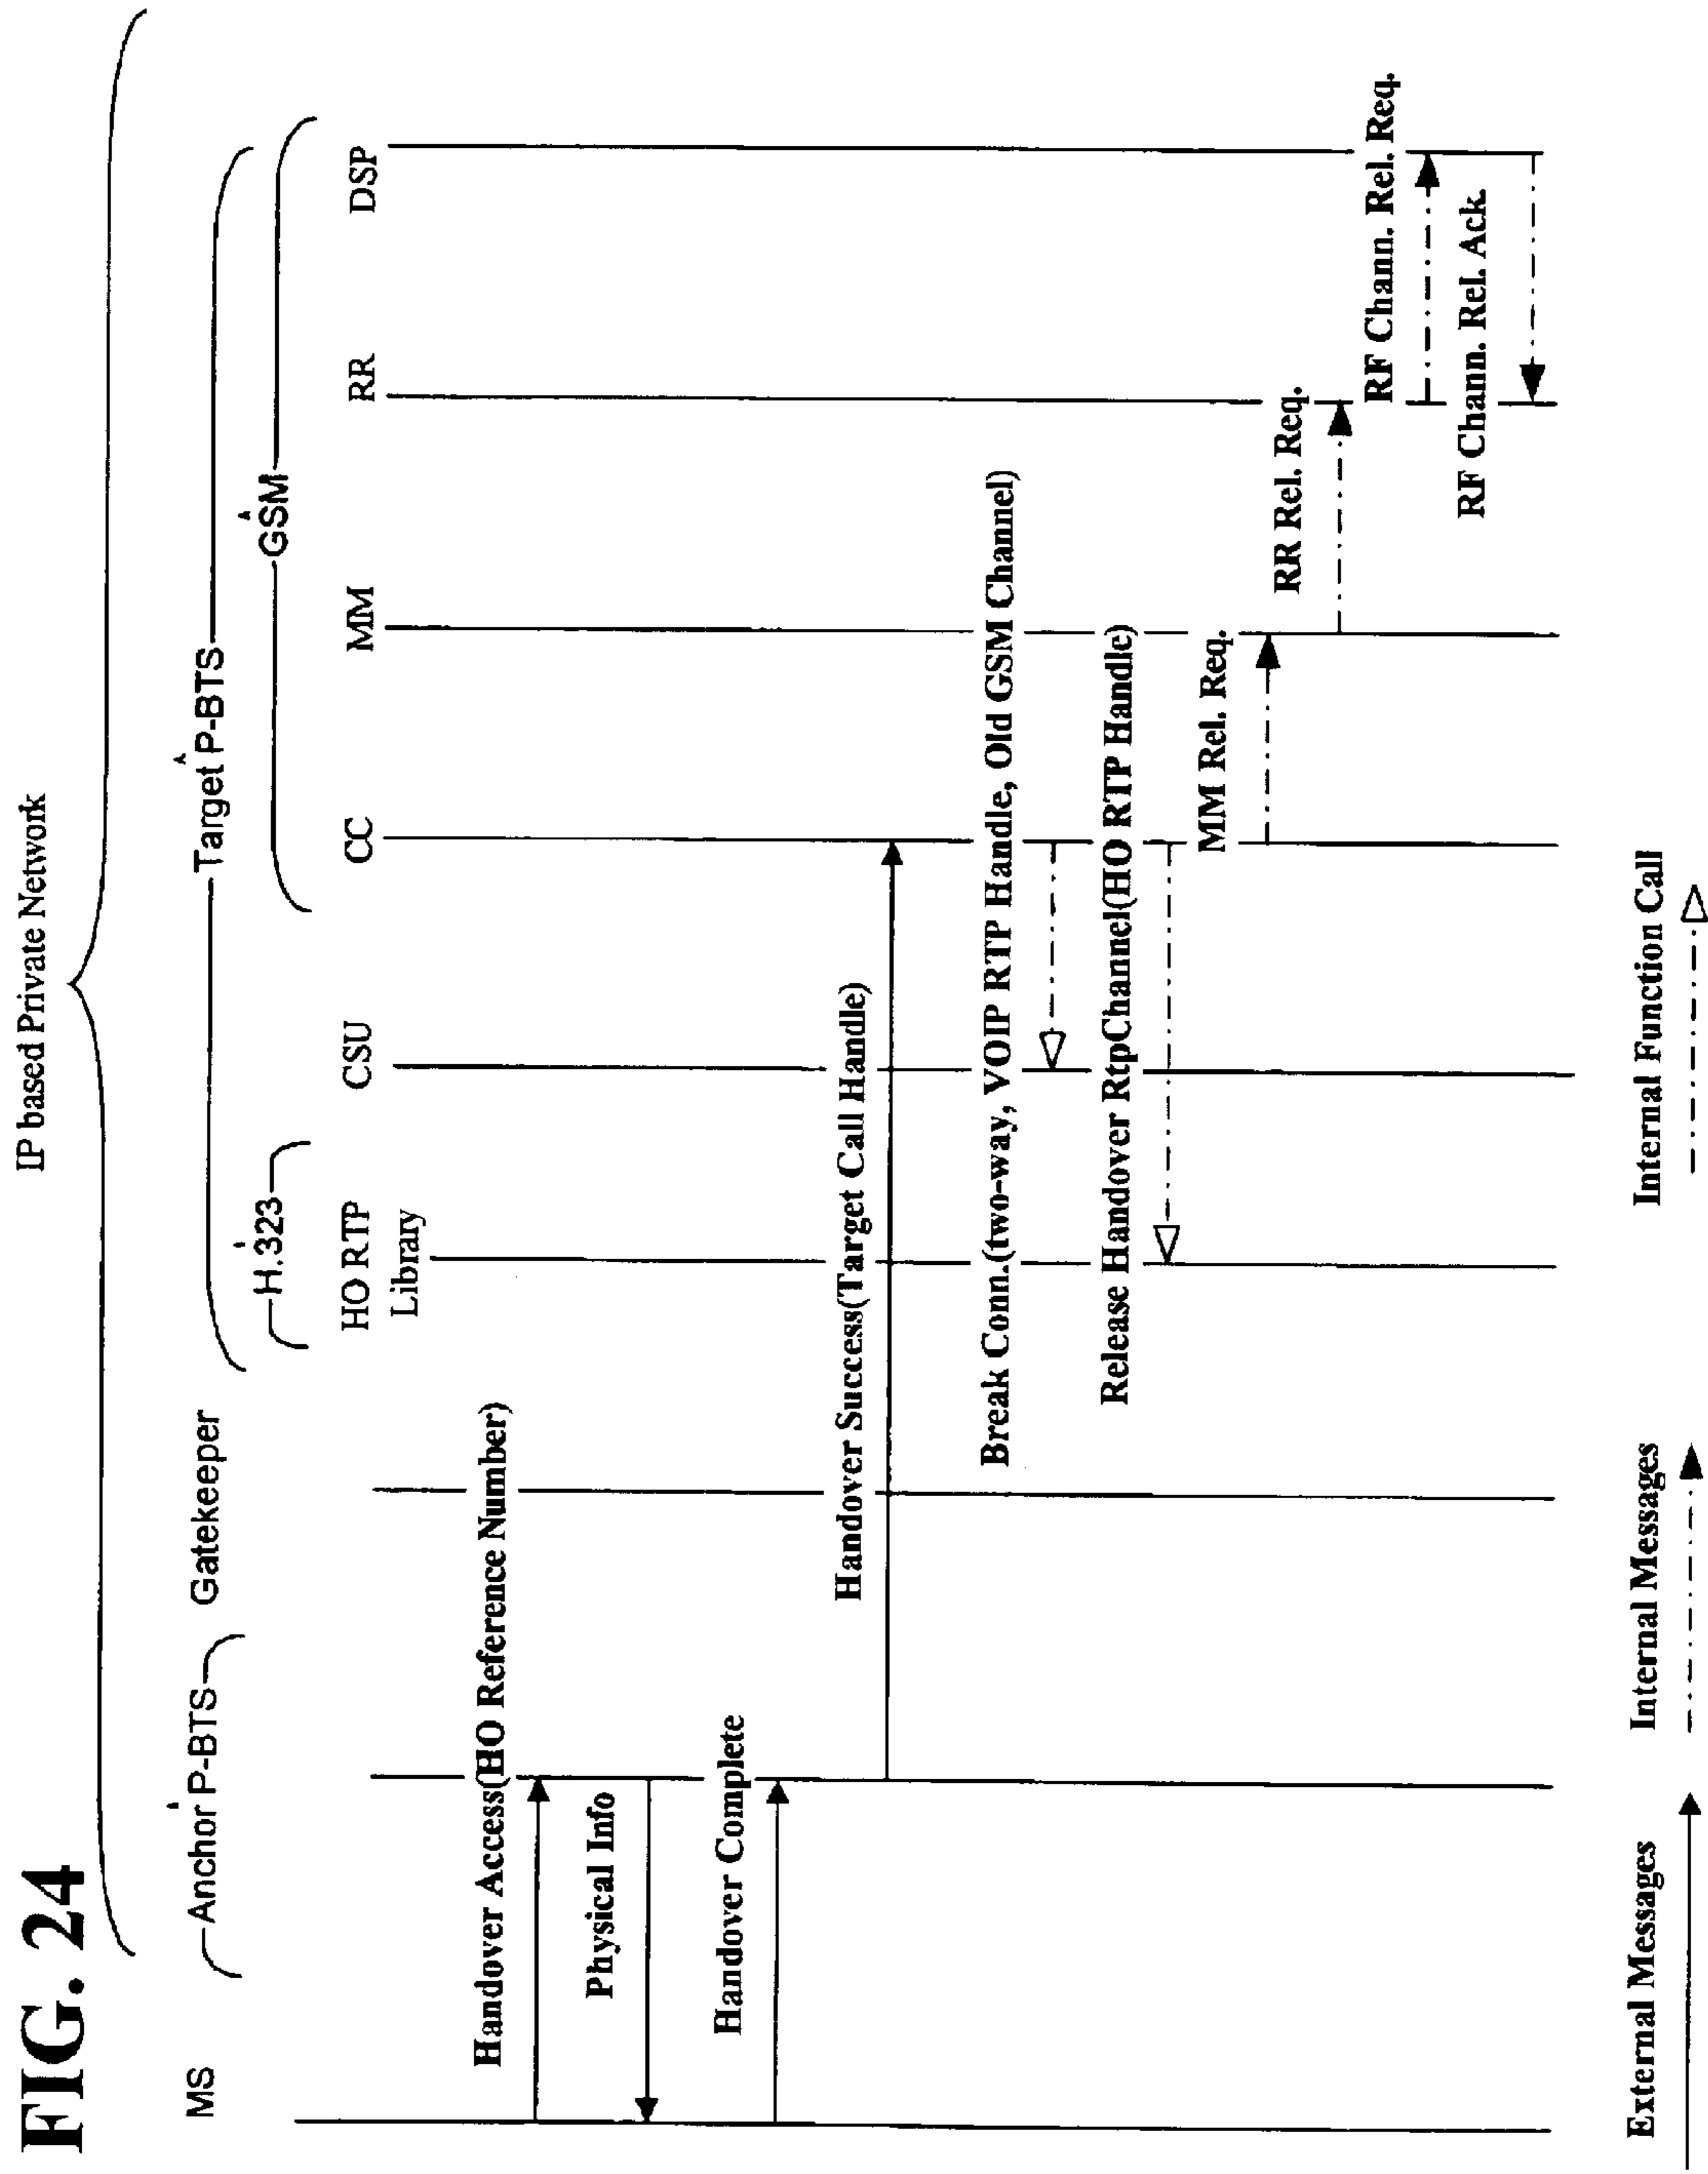 FIG. 24
IP based Private Network
MS
Anchor P-BTS
Gatekeeper
Target P-BTS
H.323
GSM
HO RTP
Library
CSU
CC
MM
RR
DSP
Handover Access(HO Reference Number)
Physical Info
Handover Complete
Handover Success(Target Call Handle)
Break Conn.(two-way, VOIP RTP Handle, Old GSM Channel)
Release Handover RtpChannel(HO RTP Handle)
MM Rel. Req.
RR Rel. Req.
RF Chann. Rel. Req.
RF Chann. Rel. Ack.
External Messages
Internal Messages
Internal Function Call